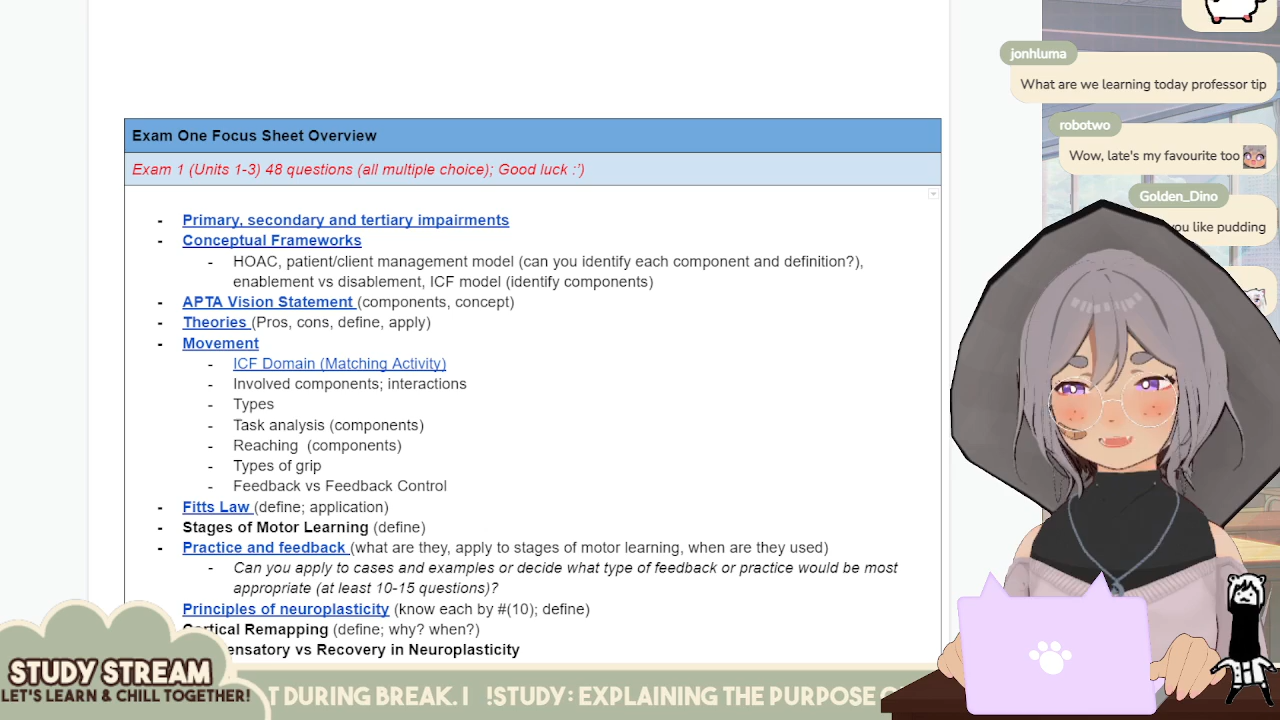 Exam One Focus Sheet Overview
Exam 1 (Units 1-3) 48 questions (all multiple choice); Good luck :')
- Primary, secondary and tertiary impairments
- Conceptual Frameworks
- HOAC, patient/client management model (can you identify each component and definition?),
enablement vs disablement, ICF model (identify components)
- APTA Vision Statement (components, concept)
- Theories (Pros, cons, define, apply)
- Movement
- ICF Domain (Matching Activity)
- Involved components; interactions
- Types
- Task analysis (components)
- Reaching (components)
- Types of grip
- Feedback vs Feedback Control
- Fitts Law (define; application)
- Stages of Motor Learning (define)
- Practice and feedback (what are they, apply to stages of motor learning, when are they used)
- Can you apply to cases and examples or decide what type of feedback or practice would be most
appropriate (at least 10-15 questions)?
Principles of neuroplasticity (know each by #(10); define)
Remapping (define; why? when?)
vs Recovery in Neuroplasticity
jonhluma
What are we learning today professor tip
robotwo
Wow, late's my favourite too
Golden_Dino
you like pudding
STUDY STREAM
LET'S LEARN & CHILL TOGETHER!
T DURING BREAK. I !STUDY: EXPLAINING THE PURPOSE